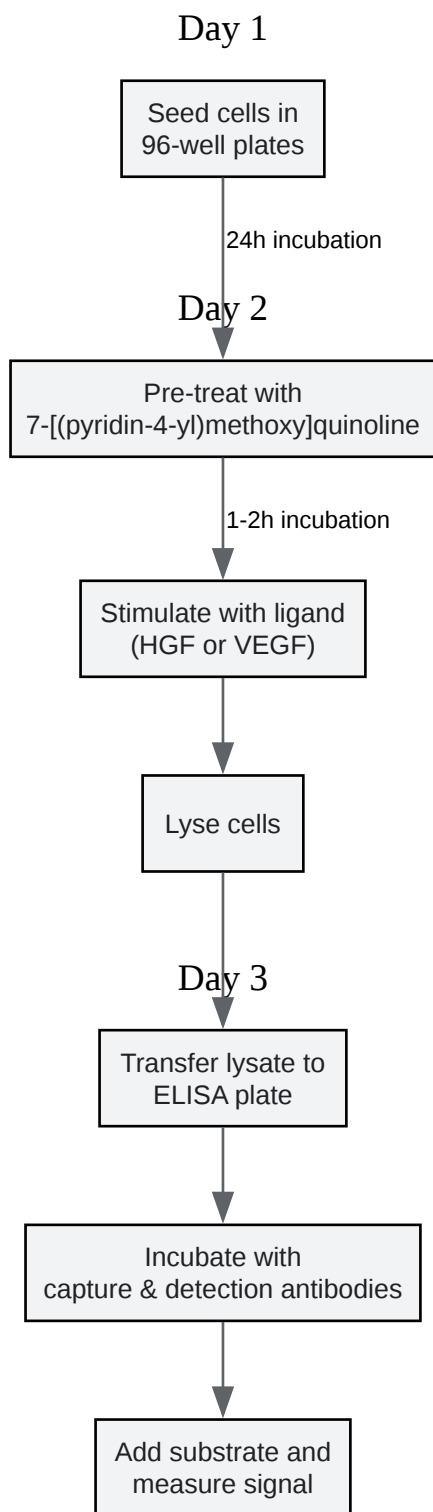 Day 1
Seed cells in
96-well plates
24h incubation
Day 2
Pre-treat with
7-[(pyridin-4-yl)methoxy]quinoline
1-2h incubation
Stimulate with ligand
(HGF or VEGF)
Lyse cells
Day 3
Transfer lysate to
ELISA plate
Incubate with
capture & detection antibodies
Add substrate and
measure signal